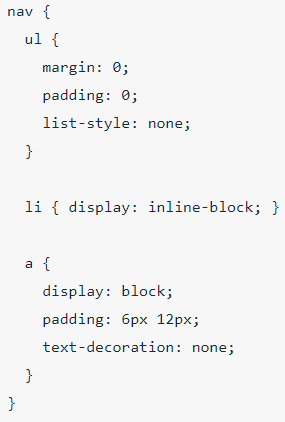 nav {
  ul {
    margin: 0;
    padding: 0;
    list-style: none;
  }

  li { display: inline-block; }

  a {
    display: block;
    padding: 6px 12px;
    text-decoration: none;
  }
}